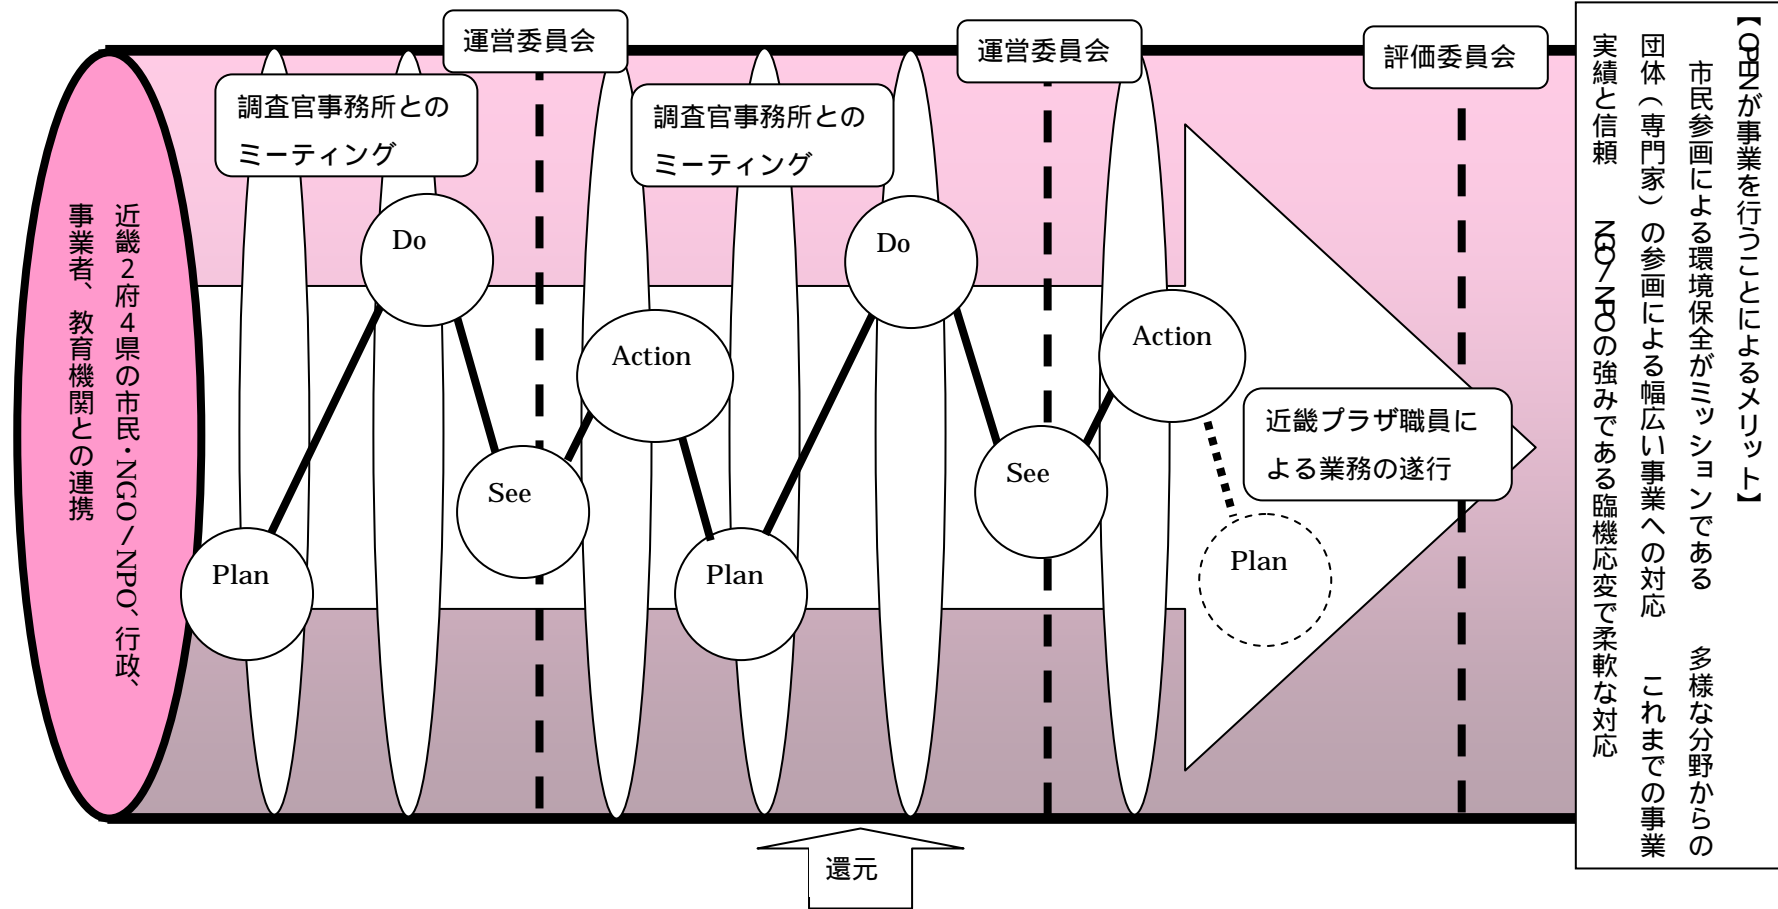 運営委員会
運営委員会
評価委員会
調査官事務所との
ミーティング
調査官事務所との
ミーティング
Do
Do
Action
Action
See
See
Plan
Plan
Plan
近畿プラザ職員に
よる業務の遂行
近畿2府4県の市民・NGO/NPO、行政、
事業者、教育機関との連携
還元
【OPENが事業を行うことによるメリット】
市民参画による環境保全がミッションである　多様な分野からの
団体(専門家)の参画による幅広い事業への対応　これまでの事業
実績と信頼　NGO/NPOの強みである臨機応変で柔軟な対応